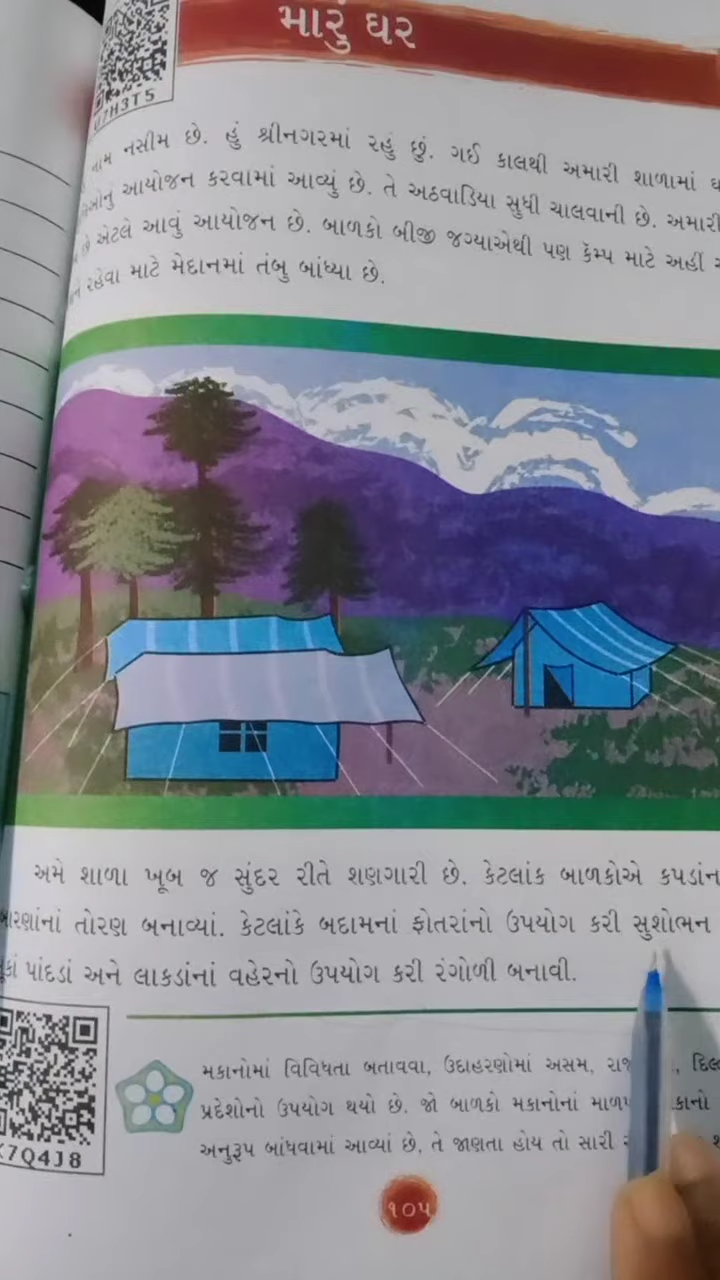 મારું ઘર
H3T5
નામ નસીમ છે. હું શ્રીનગરમાં રહું છું. ગઈ કાલથી અમારી શાળામાં
આયોજન કરવામાં આવ્યું છે. તે અઠવાડિયા સુધી ચાલવાની છે. અમારી
છે એટલે આવું આયોજન છે. બાળકો બીજી જગ્યાએથી પણ કૅમ્પ માટે અહીં
રહેવા માટે મેદાનમાં તંબુ બાંધ્યા છે.
અમે શાળા ખૂબ જ સુંદર રીતે શણગારી છે. કેટલાંક બાળકોએ કપડાંન
બારણાંનાં તોરણ બનાવ્યાં. કેટલાંકે બદામનાં ફોતરાંનો ઉપયોગ કરી સુશોભન
પાંદડાં અને લાકડાંનાં વહેરનો ઉપયોગ કરી રંગોળી બનાવી.
મકાનોમાં વિવિધતા બતાવવા, ઉદાહરણોમાં અસમ,
પ્રદેશોનો ઉપયોગ થયો છે. જો બાળકો મકાનોનાં
અનુરૂપ બાંધવામાં આવ્યાં છે, તે જાણતા હોય તો સારી
7Q4J8
૧૦૫